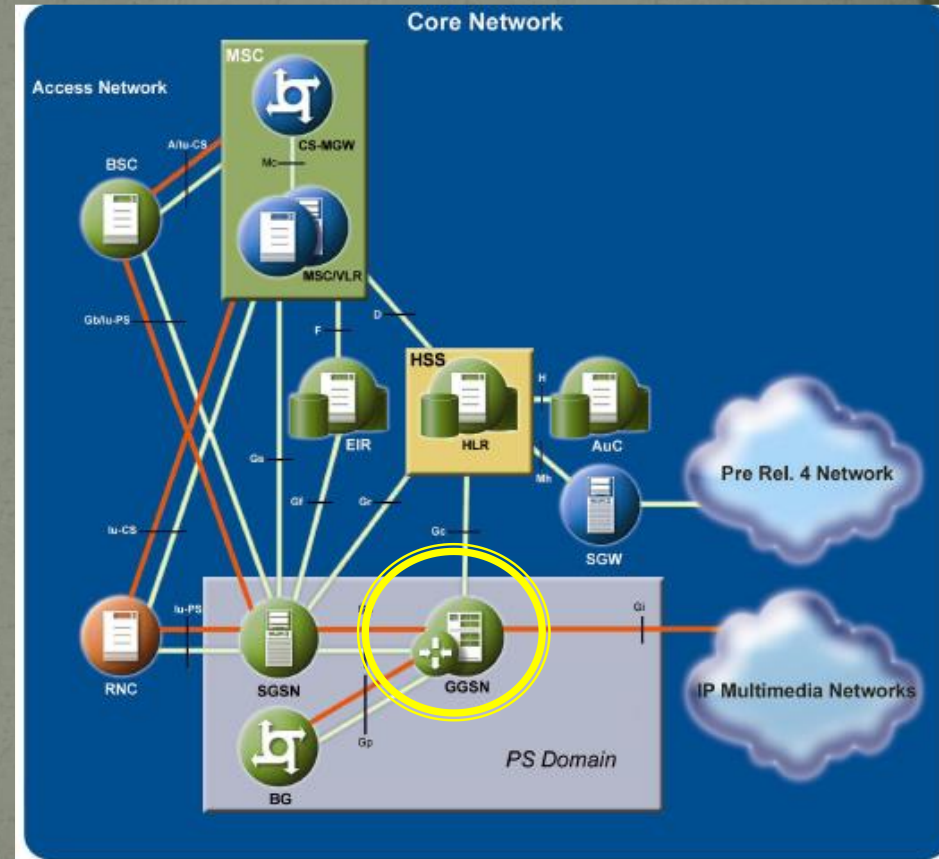 Core Network
MSC
Access Network
CS-MGW
A/Iu-CS
BSC
Mc
MSC/VLR
Gb/Iu-PS
F
D
HSS
H
EIR
HLR
AuC
Pre Rel. 4 Network
Gs
Mh
Gf
Gr
Iu-CS
Gc
SGW
Iu-PS
Gi
RNC
SGSN
GGSN
IP Multimedia Networks
Gp
BG
PS Domain